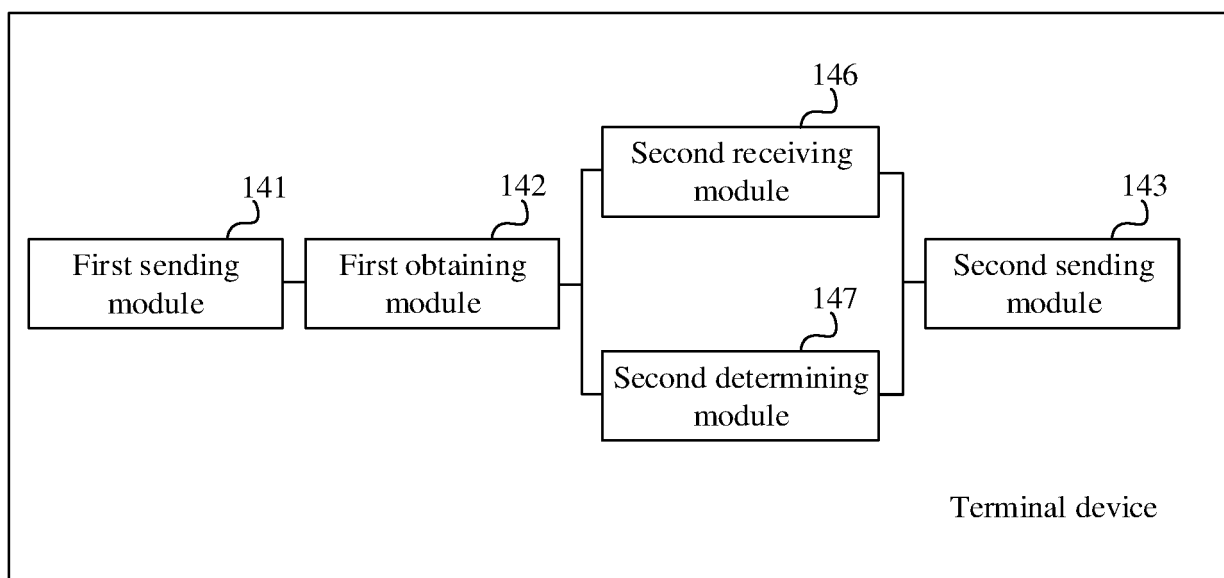 146
Second receiving
module
141
First sending
module
142
First obtaining
module
143
Second sending
module
147
Second determining
module
Terminal device